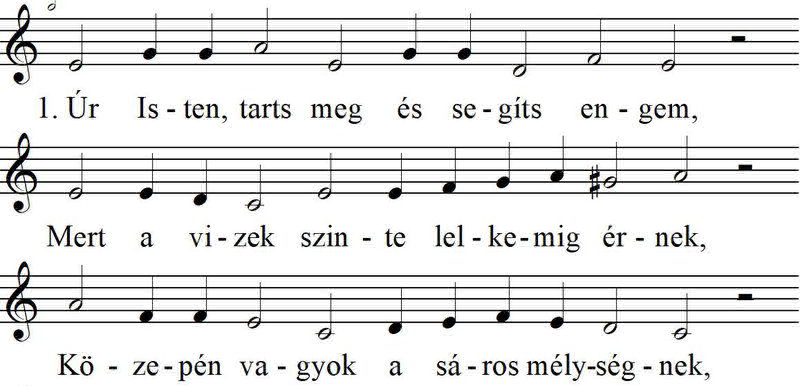 1. Úr Is - ten, tarts meg és se - gíts en - gem,
Mert a vi - zek szin - te lel - ke - mig ér - nek,
Kö - ze - pén va - gyok a sá - ros mély - ség - nek,